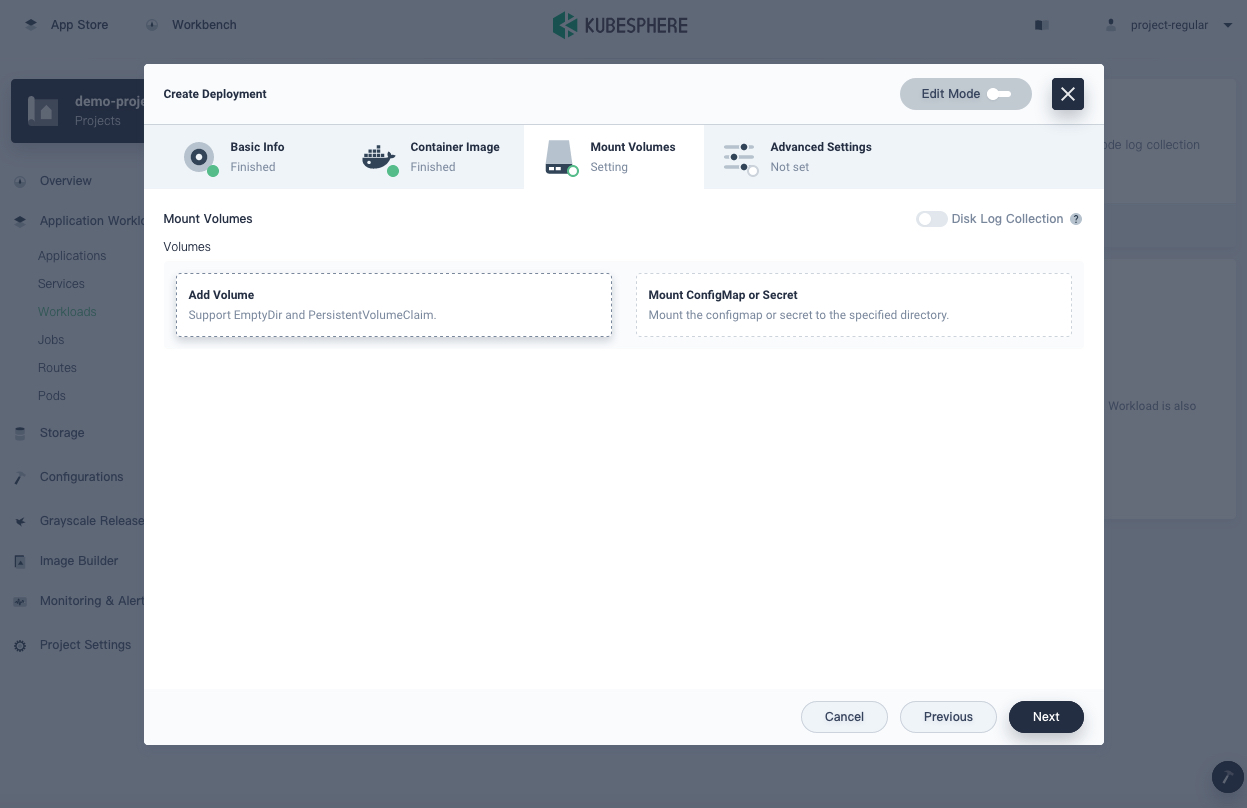 App Store
Workbench
KUBESPHERE
project-regular
demo-proje
Projects
Overview
Application Worklo
Applications
Services
Workloads
Jobs
Routes
Pods
Storage
Configurations
Grayscale Release
Image Builder
Monitoring & Alert
Project Settings
Create Deployment
Edit Mode
Basic Info
Finished
Container Image
Finished
Mount Volumes
Setting
Advanced Settings
Not set
Mount Volumes
Disk Log Collection ?
Volumes
Add Volume
Support EmptyDir and PersistentVolumeClaim.
Mount ConfigMap or Secret
Mount the configmap or secret to the specified directory.
Cancel
Previous
Next
ode log collection
Workload is also